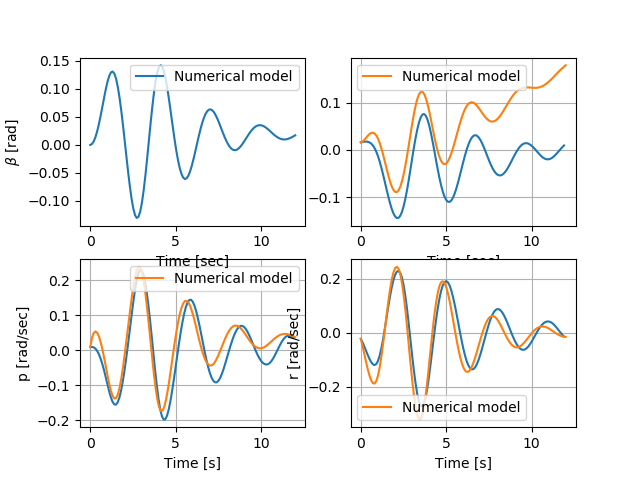 0.15
0.10
0.05
0.00
−0.05
−0.10
β [rad]
Numerical model
0 5 10
Time [sec]
0.1
0.0
−0.1
Numerical model
0 5 10
0.2
0.1
0.0
−0.1
−0.2
p [rad/sec]
Numerical model
0 5 10
Time [s]
0.2
0.0
−0.2
r [rad/sec]
Numerical model
0 5 10
Time [s]